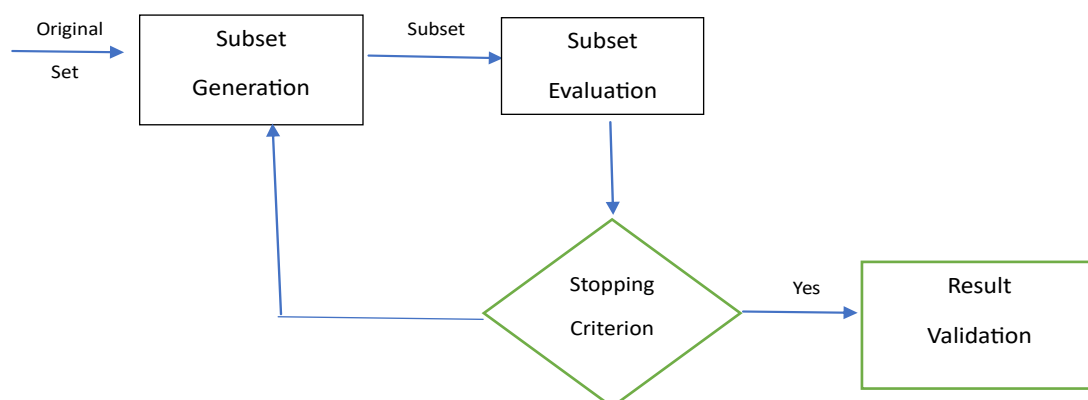 Original
Set
Subset
Generation
Subset
Subset
Evaluation
Stopping
Criterion
Yes
Result
Validation